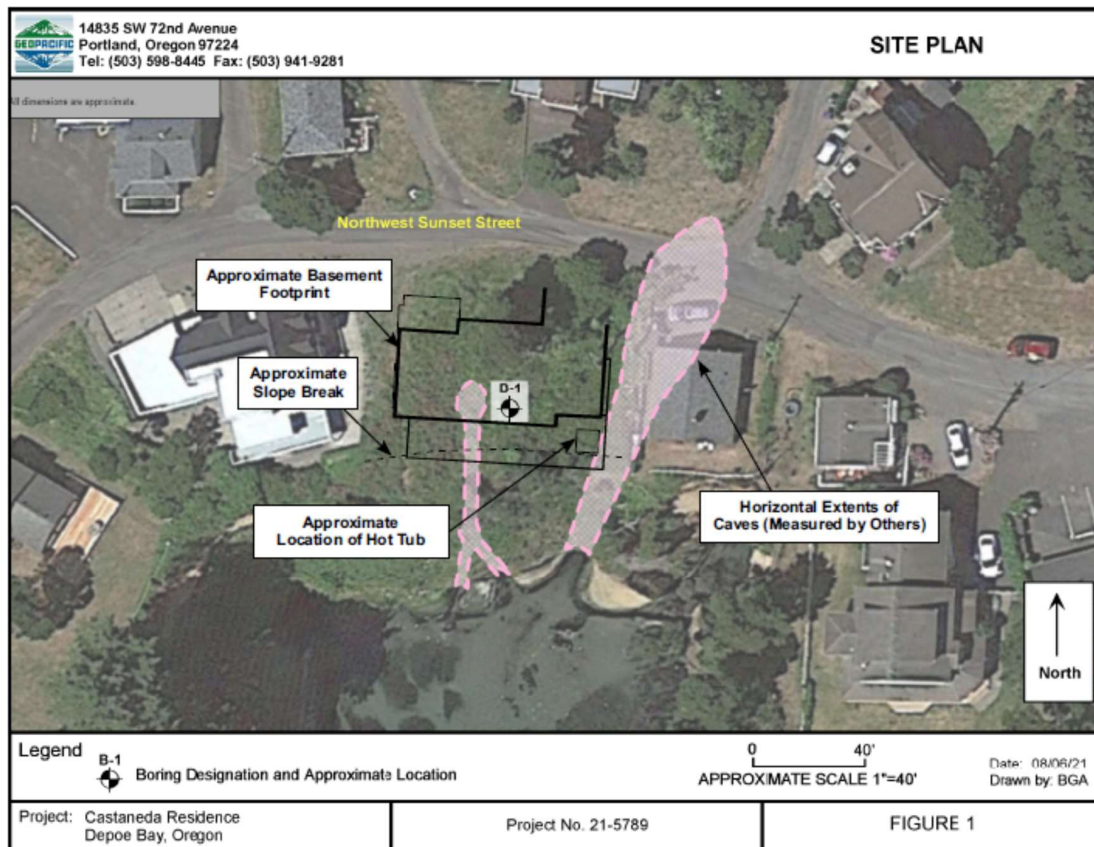 GEOPACIFIC
14835 SW 72nd Avenue
Portland, Oregon 97224
Tel: (503) 598-8445 Fax: (503) 941-9281
SITE PLAN
All dimensions are approximate.
Northwest Sunset Street
Approximate Basement
Footprint
Approximate
Slope Break
B-1
Approximate
Location of Hot Tub
Horizontal Extents of
Caves (Measured by Others)
North
Legend
B-1
Boring Designation and Approximate Location
0 40'
APPROXIMATE SCALE 1"=40'
Date: 08/06/21
Drawn by: BGA
Project: Castaneda Residence
Depoe Bay, Oregon
Project No. 21-5789
FIGURE 1